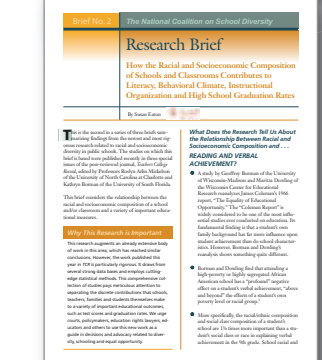 Brief No. 2
The National Coalition on School Diversity
Research Brief
How the Racial and Socioeconomic Composition
of Schools and Classrooms Contributes to
Literacy, Behavioral Climate, Instructional
Organization and High School Graduation Rates
By Susan Eaton
This is the second in a series of three briefs sum-
marizing findings from the newest and most rig-
orous research related to racial and socioeconomic
diversity in public schools. The studies on which this
brief is based were published recently in three special
issues of the peer-reviewed journal, Teachers College
Record, edited by Professors Roslyn Arlin Mickelson
of the University of North Carolina at Charlotte and
Kathryn Borman of the University of South Florida.
This brief considers the relationship between the
racial and socioeconomic composition of a school
and/or classroom and a variety of important educa-
tional measures.
Why This Research is Important
This research augments an already extensive body
of work in this area, which has reached similar
conclusions. However, the work published this
year in TCR is particularly rigorous. It draws from
several strong data bases and employs cutting-
edge statistical methods. This comprehensive col-
lection of studies pays meticulous attention to
separating the discrete contributions that schools,
teachers, families and students themselves make
to a variety of important educational outcomes,
such as test scores and graduation rates. We urge
courts, policymakers, education rights lawyers, ed-
ucators and others to use this new work as a
guide in decisions and advocacy related to diver-
sity, schooling and equal opportunity.
What Does the Research Tell Us About
the Relationship Between Racial and
Socioeconomic Composition and . . .
READING AND VERBAL
ACHIEVEMENT?
A study by Geoffrey Borman of the University
of Wisconsin-Madison and Maritza Dowling of
the Wisconsin Center for Educational
Research reanalyzes James Coleman's 1966
report, "The Equality of Educational
Opportunity." The "Coleman Report" is
widely considered to be one of the most influ-
ential studies ever conducted on education. Its
fundamental finding is that a student's own
family background has far more influence upon
student achievement than do school character-
istics. However, Borman and Dowling's
reanalysis shows something quite different.
Borman and Dowling find that attending a
high-poverty or highly segregated African
American school has a "profound" negative
effect on a student's verbal achievement, "above
and beyond" the effects of a student's own
poverty level or racial group.
More specifically, the racial/ethnic composition
and social class composition of a student's
school are 1¾ times more important than a stu-
dent's social class or race in explaining verbal
achievement in the 9th grade. School racial and